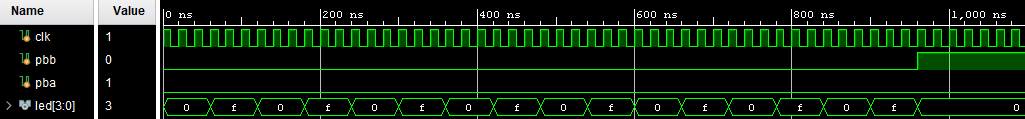 Name Value 0 ns 200 ns 400 ns 600 ns 800 ns 1,000 ns
clk 1
pbb 0
pba 1
led[3:0] 3 0 f 0 f 0 f 0 f 0 f 0 f 0 f 0 f 0 f 0